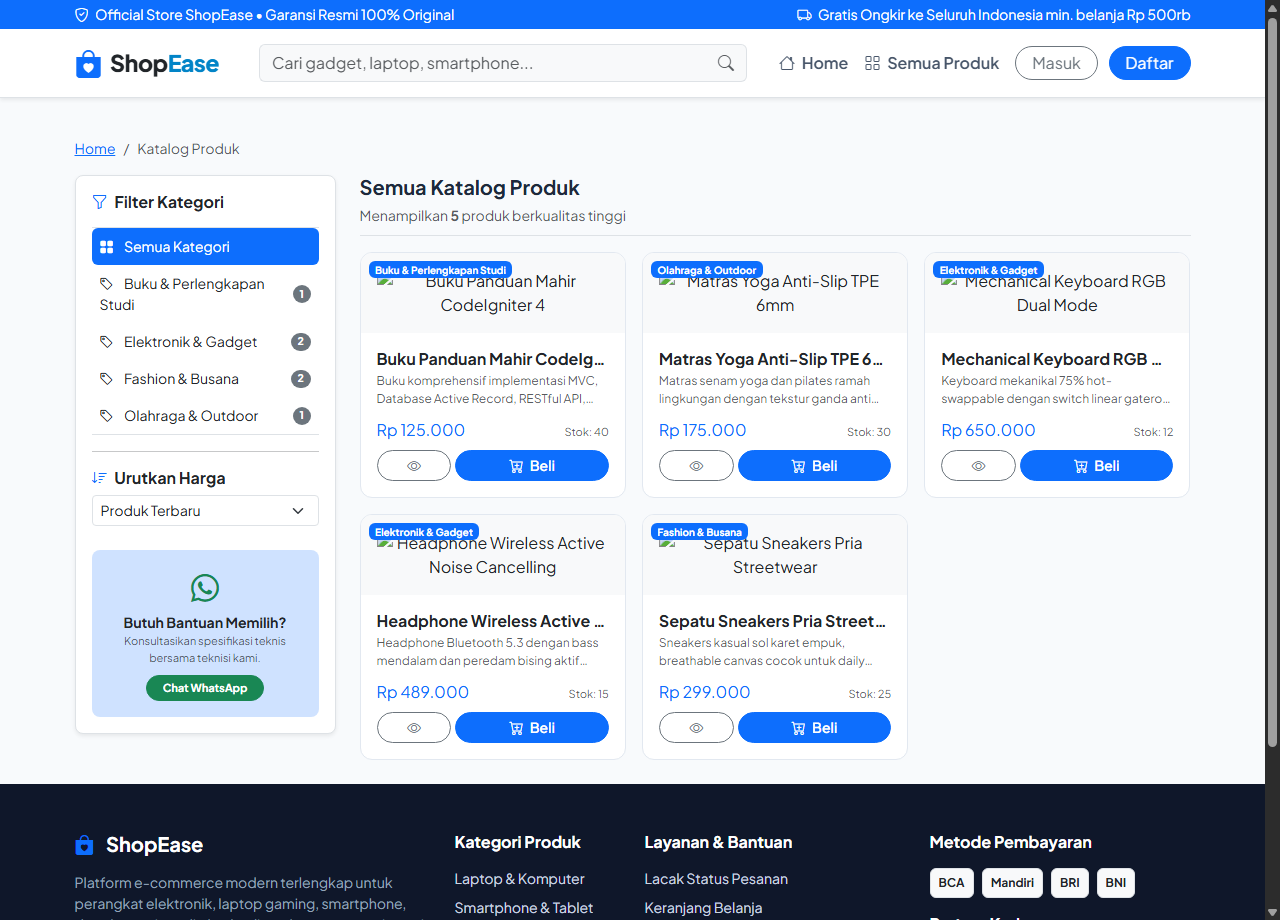 Official Store ShopEase • Garansi Resmi 100% Original
Gratis Ongkir ke Seluruh Indonesia min. belanja Rp 500rb
ShopEase
Cari gadget, laptop, smartphone...
Home
Semua Produk
Masuk
Daftar
Home / Katalog Produk
Filter Kategori
Semua Kategori
Buku & Perlengkapan
Studi
1
Elektronik & Gadget
2
Fashion & Busana
2
Olahraga & Outdoor
1
Urutkan Harga
Produk Terbaru
Butuh Bantuan Memilih?
Konsultasikan spesifikasi teknis
bersama teknisi kami.
Chat WhatsApp
Semua Katalog Produk
Menampilkan 5 produk berkualitas tinggi
Buku & Perlengkapan Studi
Buku Panduan Mahir
CodeIgniter 4
Buku Panduan Mahir CodeIg...
Buku komprehensif implementasi MVC,
Database Active Record, RESTful API,...
Rp 125.000
Stok: 40
Beli
Olahraga & Outdoor
Matras Yoga Anti-Slip TPE
6mm
Matras Yoga Anti-Slip TPE 6...
Matras senam yoga dan pilates ramah
lingkungan dengan tekstur ganda anti...
Rp 175.000
Stok: 30
Beli
Elektronik & Gadget
Mechanical Keyboard RGB
Dual Mode
Mechanical Keyboard RGB ...
Keyboard mekanikal 75% hot-
swappable dengan switch linear gatero...
Rp 650.000
Stok: 12
Beli
Elektronik & Gadget
Headphone Wireless Active
Noise Cancelling
Headphone Wireless Active ...
Headphone Bluetooth 5.3 dengan bass
mendalam dan peredam bising aktif...
Rp 489.000
Stok: 15
Beli
Fashion & Busana
Sepatu Sneakers Pria
Streetwear
Sepatu Sneakers Pria Street...
Sneakers kasual sol karet empuk,
breathable canvas cocok untuk daily...
Rp 299.000
Stok: 25
Beli
ShopEase
Platform e-commerce modern terlengkap untuk
perangkat elektronik, laptop gaming, smartphone,
Kategori Produk
Laptop & Komputer
Smartphone & Tablet
Layanan & Bantuan
Lacak Status Pesanan
Keranjang Belanja
Metode Pembayaran
BCA
Mandiri
BRI
BNI